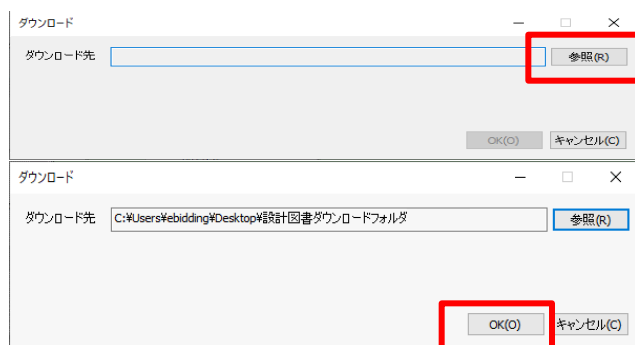 ダウンロード
ダウンロード先 参照(R)
OK(O) キャンセル(C)
ダウンロード
ダウンロード先 C:¥Users¥ebidding¥Desktop¥設計図書ダウンロードフォルダ 参照(R)
OK(O) キャンセル(C)